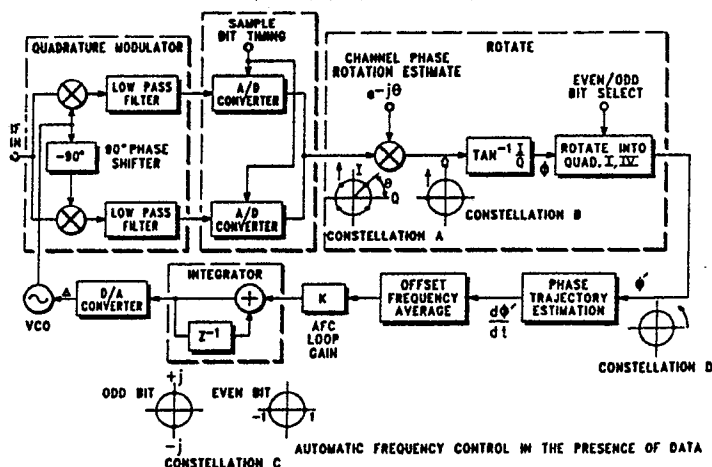 SAMPLE
BIT TIMING
QUADRATURE MODULATOR
ROTATE
CHANNEL PHASE
ROTATION ESTIMATE
e-jθ
EVEN/ODD
BIT SELECT
LOW PASS
FILTER
A/D
CONVERTER
IF
IN
-90°
90° PHASE
SHIFTER
TAN-1 I/Q
ϕ
ROTATE INTO
QUAD. I, IV
I
θ
Q
Q
LOW PASS
FILTER
A/D
CONVERTER
CONSTELLATION A
CONSTELLATION B
INTEGRATOR
VCO
Δ
D/A
CONVERTER
+
Z-1
K
AFC
LOOP
GAIN
OFFSET
FREQUENCY
AVERAGE
dϕ'
dt
PHASE
TRAJECTORY
ESTIMATION
ϕ'
CONSTELLATION D
+j
ODD BIT
EVEN BIT
-1
1
-j
CONSTELLATION C
AUTOMATIC FREQUENCY CONTROL IN THE PRESENCE OF DATA